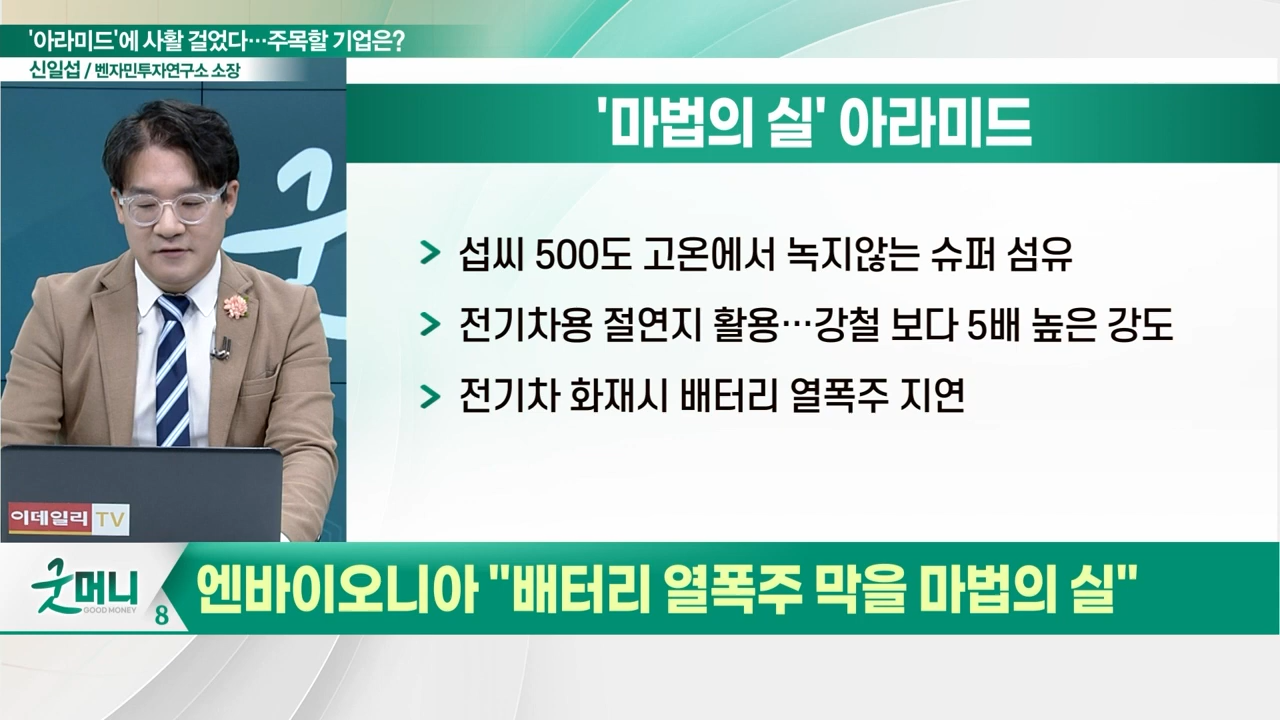 '아라미드'에 사활 걸었다…주목할 기업은?
신일섭 / 벤자민투자연구소 소장
'마법의 실' 아라미드
> 섭씨 500도 고온에서 녹지않는 슈퍼 섬유
> 전기차용 절연지 활용…강철 보다 5배 높은 강도
> 전기차 화재시 배터리 열폭주 지연
이데일리 TV
굿머니
GOOD MONEY
8
엔바이오니아 "배터리 열폭주 막을 마법의 실"